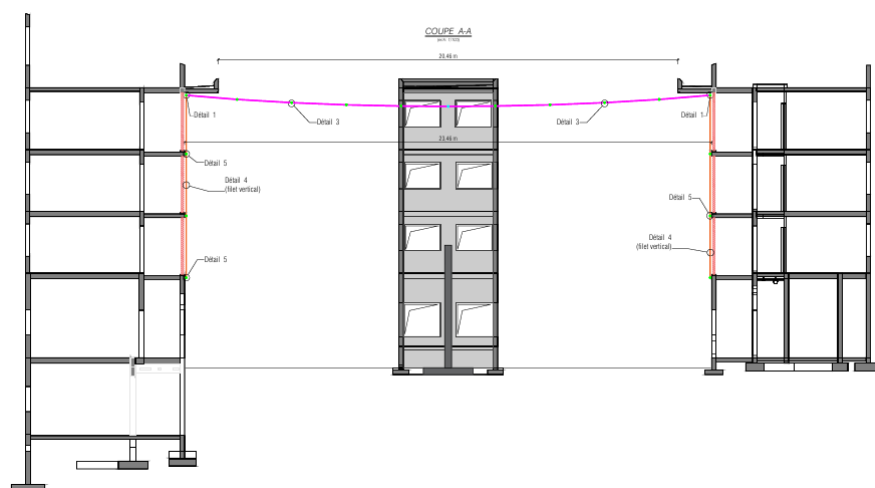 COUPE A-A
20.46 m
Détail 1
Détail 3
Détail 3
Détail 1
23.46 m
Détail 5
Détail 4
(filet vertical)
Détail 5
Détail 5
Détail 4
(filet vertical)